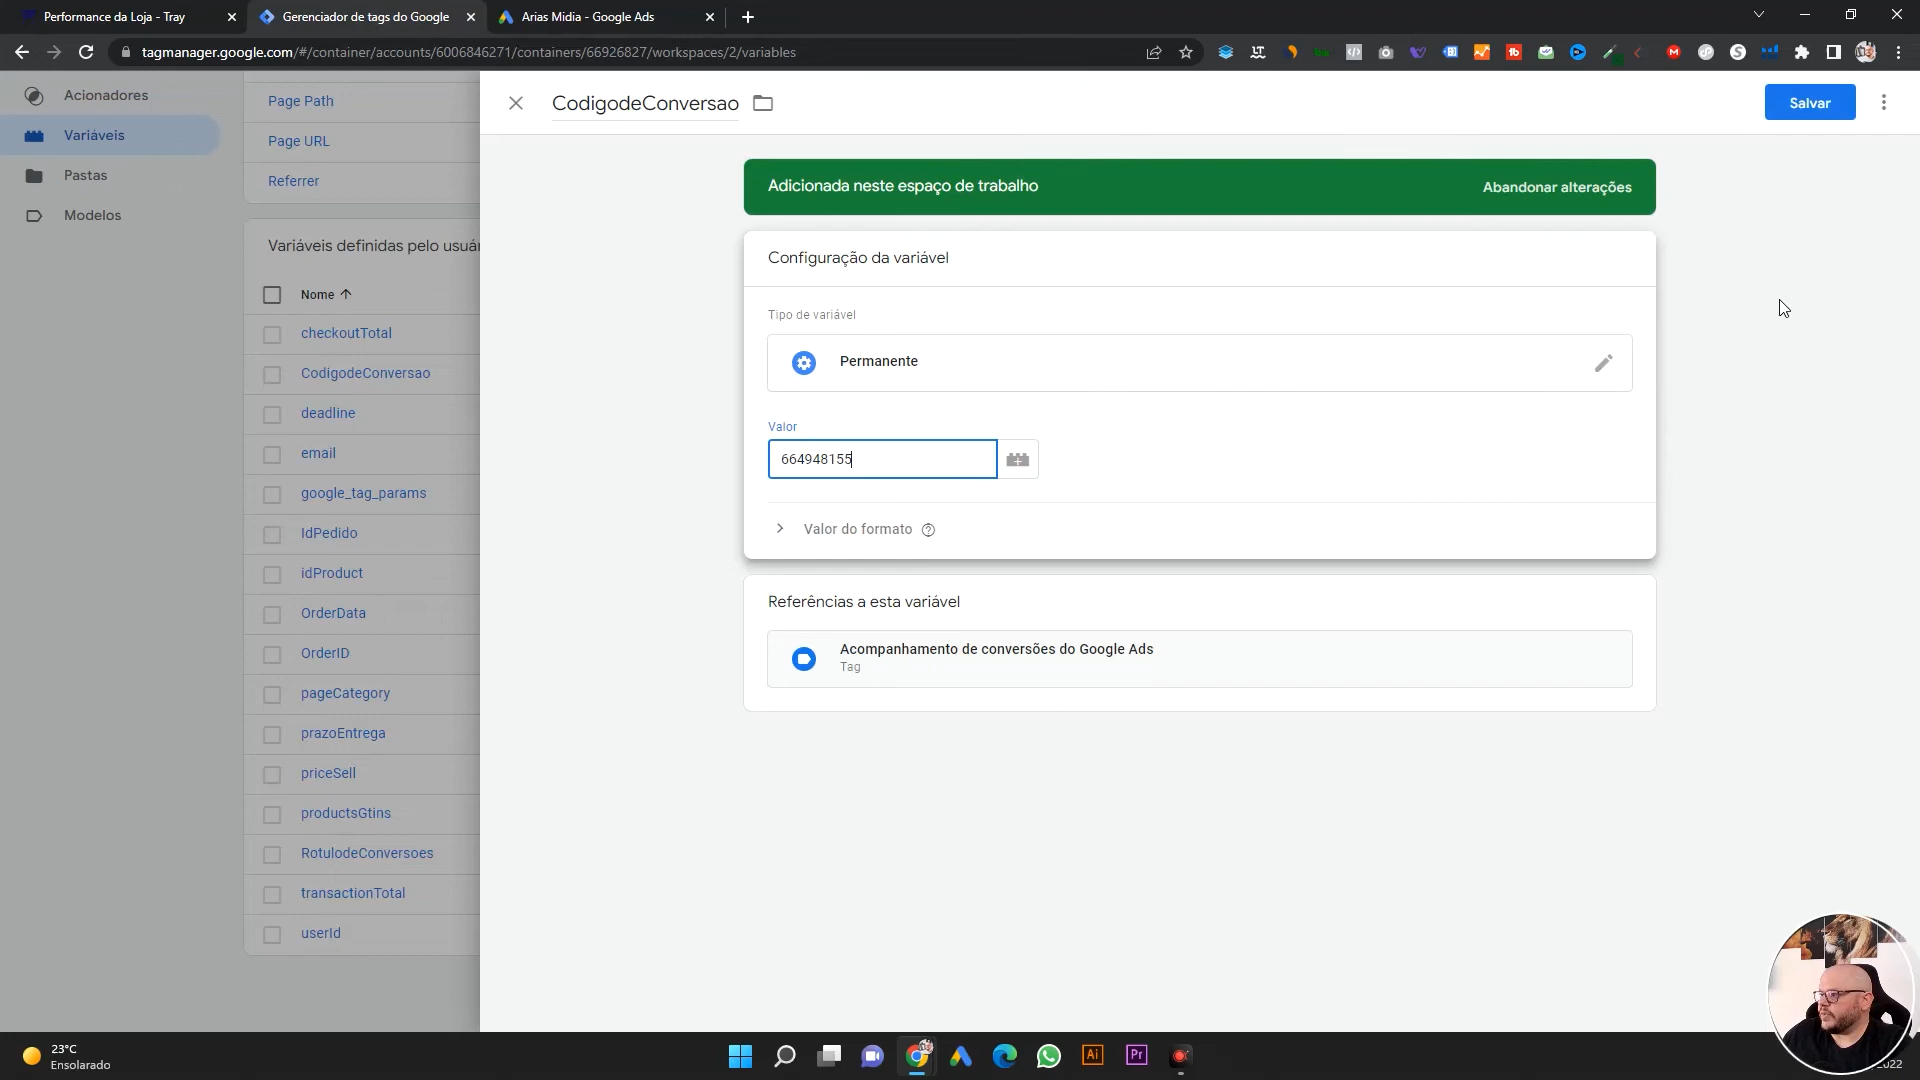 Performance da Loja - Tray
Gerenciador de tags do Google
Arias Midia - Google Ads
tagmanager.google.com/#/container/accounts/6006846271/containers/66926827/workspaces/2/variables
Acionadores
Variáveis
Pastas
Modelos
Page Path
Page URL
Referrer
Variáveis definidas pelo usuár
Nome
checkoutTotal
CodigodeConversao
deadline
email
google_tag_params
IdPedido
idProduct
OrderData
OrderID
pageCategory
prazoEntrega
priceSell
productsGtins
RotulodeConversoes
transactionTotal
userId
CodigodeConversao
Salvar
Adicionada neste espaço de trabalho
Abandonar alterações
Configuração da variável
Tipo de variável
Permanente
Valor
664948155
Valor do formato
Referências a esta variável
Acompanhamento de conversões do Google Ads
Tag
23°C
Ensolarado
Ai
Pr
2022